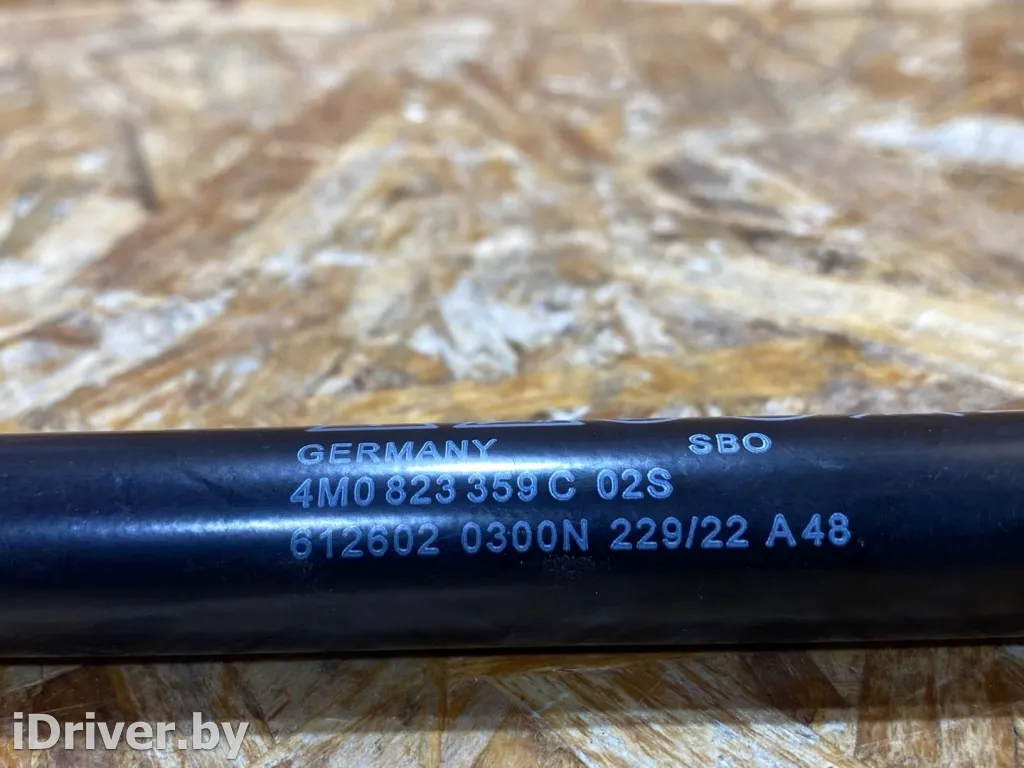 GERMANY SBO
4M0 823 359 C 02S
612602 0300N 229/22 A48
iDriver.by